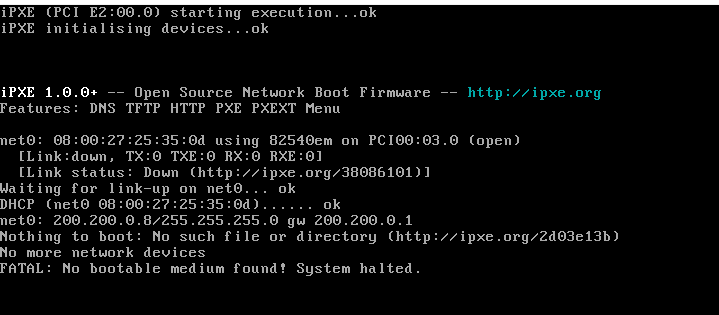 iPXE (PCI E2:00.0) starting execution...ok
iPXE initialising devices...ok
iPXE 1.0.0+ -- Open Source Network Boot Firmware -- http://ipxe.org
Features: DNS TFTP HTTP PXE PXEXT Menu
net0: 08:00:27:25:35:0d using 82540em on PCI00:03.0 (open)
[Link:down, TX:0 TXE:0 RX:0 RXE:0]
[Link status: Down (http://ipxe.org/38086101)]
Waiting for link-up on net0... ok
DHCP (net0 08:00:27:25:35:0d)...... ok
net0: 200.200.0.8/255.255.255.0 gw 200.200.0.1
Nothing to boot: No such file or directory (http://ipxe.org/2d03e13b)
No more network devices
FATAL: No bootable medium found! System halted.